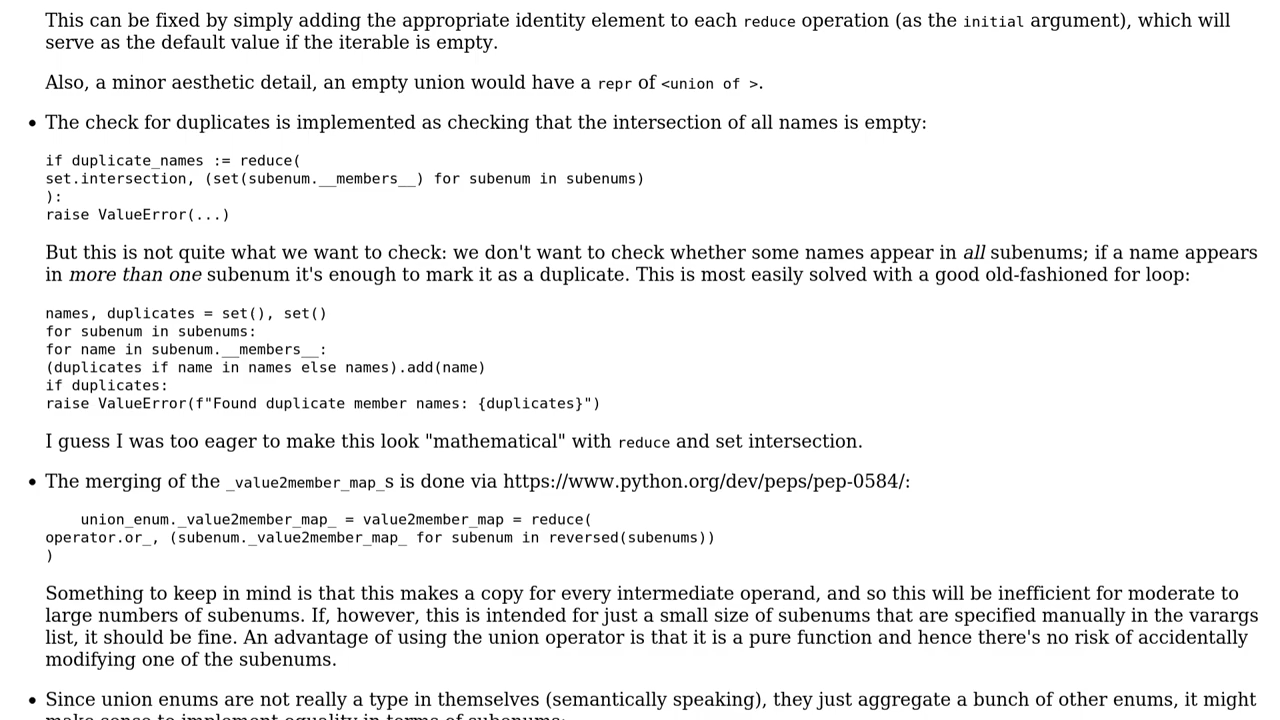 This can be fixed by simply adding the appropriate identity element to each reduce operation (as the initial argument), which will
serve as the default value if the iterable is empty.
Also, a minor aesthetic detail, an empty union would have a repr of <union of >.
• The check for duplicates is implemented as checking that the intersection of all names is empty:
if duplicate_names := reduce(
set.intersection, (set(subenum.__members__) for subenum in subenums)
):
raise ValueError(...)
But this is not quite what we want to check: we don't want to check whether some names appear in all subenums; if a name appears
in more than one subenum it's enough to mark it as a duplicate. This is most easily solved with a good old-fashioned for loop:
names, duplicates = set(), set()
for subenum in subenums:
for name in subenum.__members__:
(duplicates if name in names else names).add(name)
if duplicates:
raise ValueError(f"Found duplicate member names: {duplicates}")
I guess I was too eager to make this look "mathematical" with reduce and set intersection.
• The merging of the _value2member_map_s is done via https://www.python.org/dev/peps/pep-0584/:
union_enum._value2member_map_ = value2member_map = reduce(
operator.or_, (subenum._value2member_map_ for subenum in reversed(subenums))
)
Something to keep in mind is that this makes a copy for every intermediate operand, and so this will be inefficient for moderate to
large numbers of subenums. If, however, this is intended for just a small size of subenums that are specified manually in the varargs
list, it should be fine. An advantage of using the union operator is that it is a pure function and hence there's no risk of accidentally
modifying one of the subenums.
• Since union enums are not really a type in themselves (semantically speaking), they just aggregate a bunch of other enums, it might
make sense to implement equality in terms of subenums: